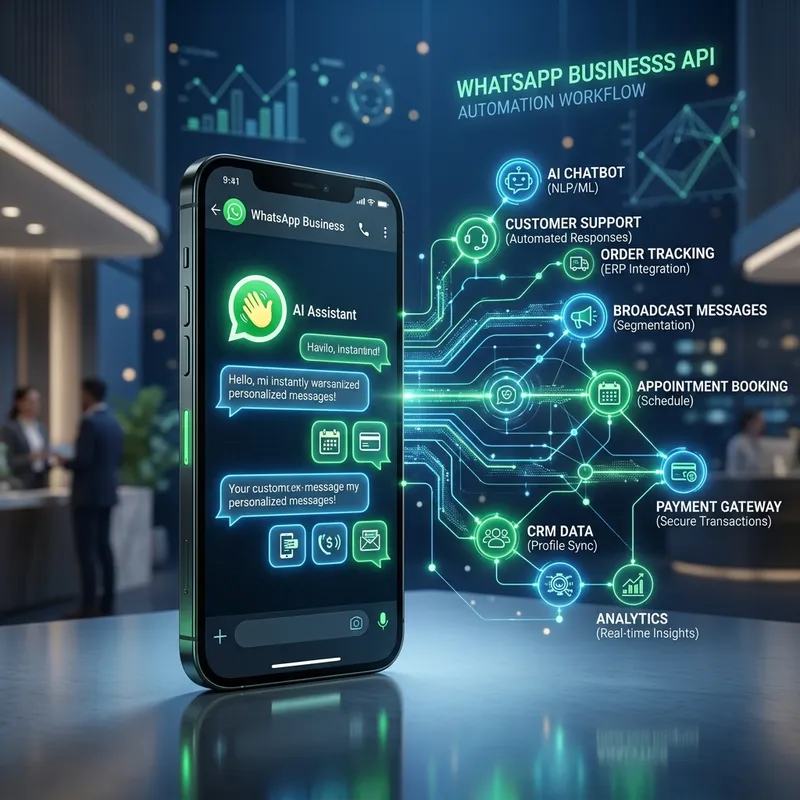 WHATSAPP BUSINESSS API
AUTOMATION WORKFLOW
9:41
WhatsApp Business
AI Assistant
Havilo, instantınd!
Hello, mi instantly warsanized
personalized messages!
Your custom:ex-message my
personalized messages!
AI CHATBOT
(NLP/ML)
CUSTOMER SUPPORT
(Automated Responses)
ORDER TRACKING
(ERP Integration)
BROADCAST MESSAGES
(Segmentation)
APPOINTMENT BOOKING
(Schedule)
PAYMENT GATEWAY
(Secure Transactions)
CRM DATA
(Profile Sync)
ANALYTICS
(Real-time Insights)